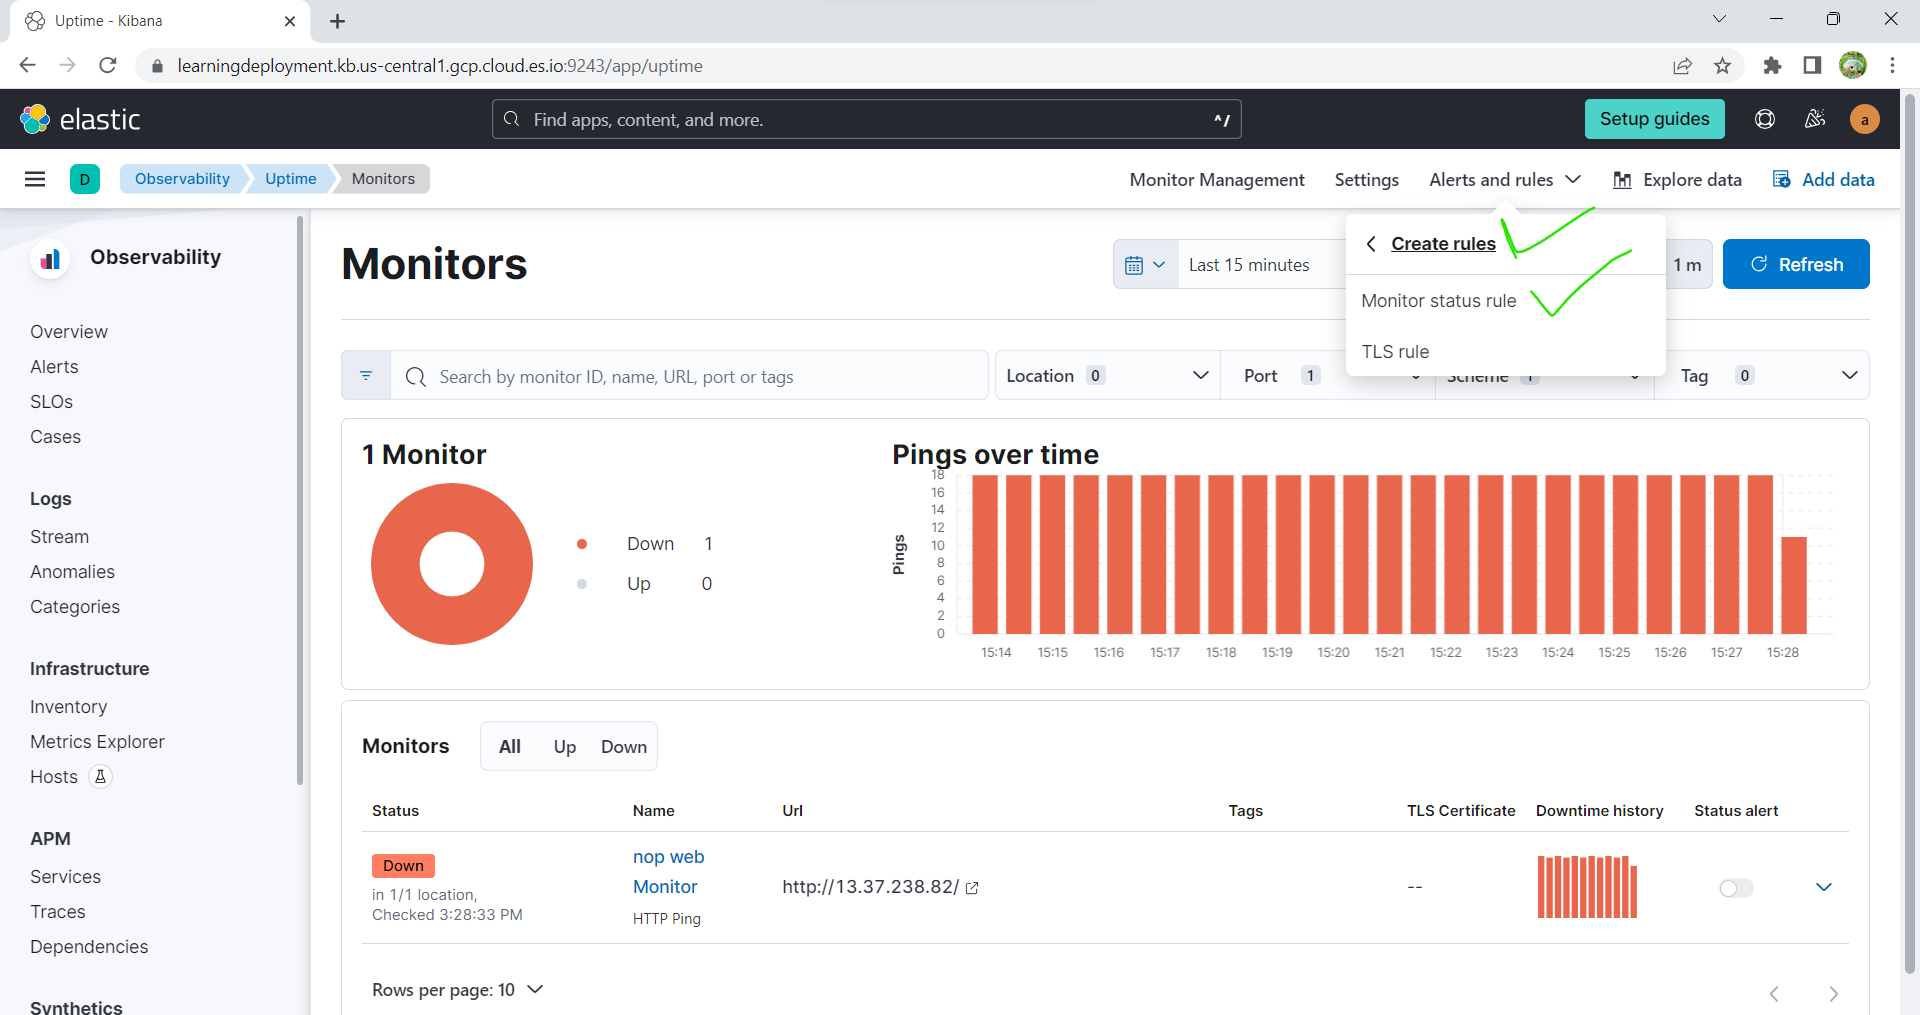 Uptime - Kibana
learningdeployment.kb.us-central1.gcp.cloud.es.io:9243/app/uptime
elastic
Find apps, content, and more.
^/
Setup guides
a
D
Observability
Uptime
Monitors
Monitor Management
Settings
Alerts and rules
Explore data
Add data
Observability
Overview
Alerts
SLOs
Cases
Logs
Stream
Anomalies
Categories
Infrastructure
Inventory
Metrics Explorer
Hosts
APM
Services
Traces
Dependencies
Synthetics
Monitors
Last 15 minutes
1 m
Refresh
Create rules
Monitor status rule
TLS rule
Search by monitor ID, name, URL, port or tags
Location 0
Port 1
Scheme 1
Tag 0
1 Monitor
Down 1
Up 0
Pings over time
Pings
18
16
14
12
10
8
6
4
2
0
15:14 15:15 15:16 15:17 15:18 15:19 15:20 15:21 15:22 15:23 15:24 15:25 15:26 15:27 15:28
Monitors
All Up Down
Status Name Url Tags TLS Certificate Downtime history Status alert
Down
in 1/1 location,
Checked 3:28:33 PM
nop web
Monitor
HTTP Ping
http://13.37.238.82/
--
Rows per page: 10